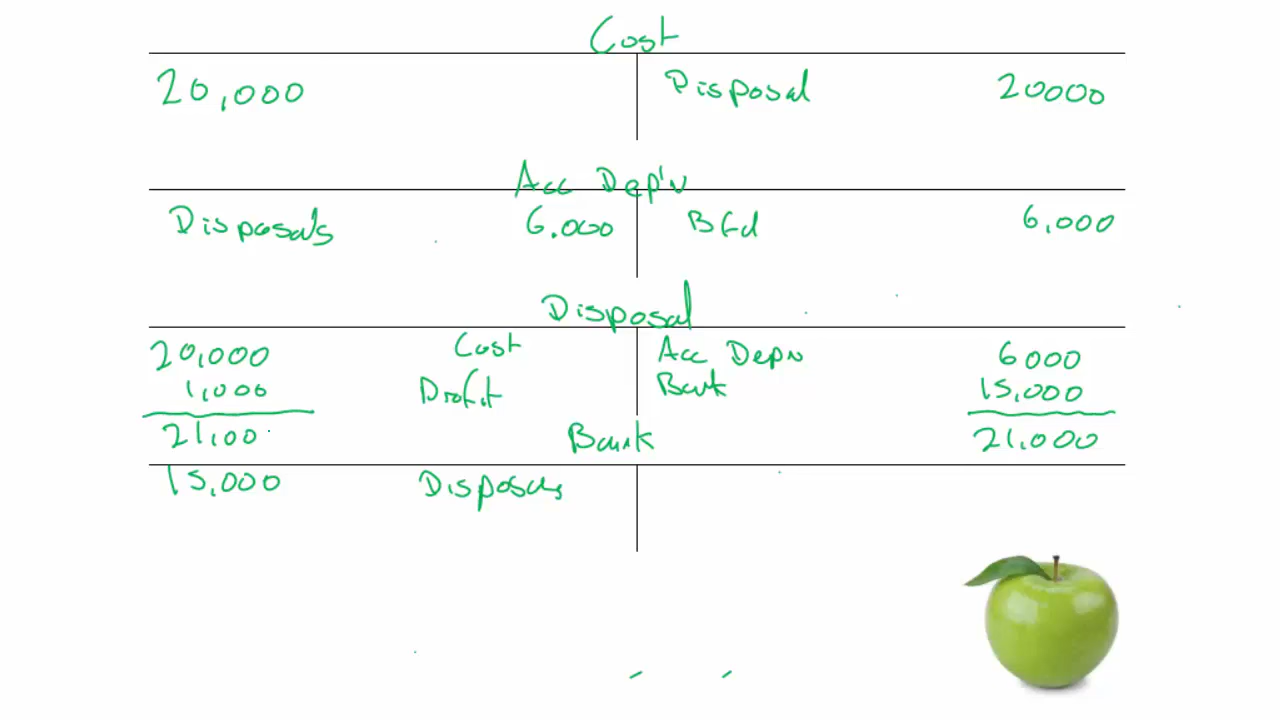 Cost
20,000 Disposal 20000
Acc Dep'n
Disposals 6.000 Bfd 6,000
Disposal
20,000 Cost Acc Depn 6000
1,000 Profit Bank 15,000
21,100 Bank 21,000
15,000 Disposals